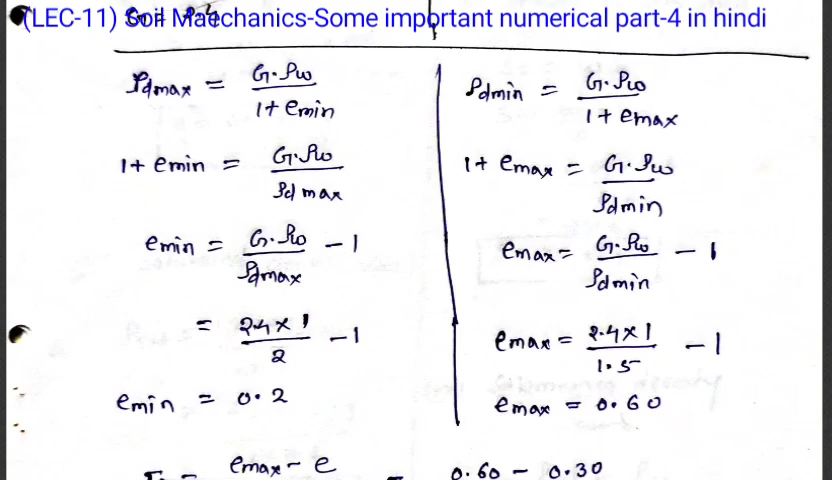 (LEC-11) Soil Maechanics-Some important numerical part-4 in hindi
ρdmax = G.ρw / 1+ emin
1+ emin = G.ρw / ρd max
emin = G.ρw / ρdmax - 1
= 2.4 x 1 / 2 - 1
emin = 0.2
ρdmin = G.ρw / 1+ emax
1+ emax = G.ρw / ρdmin
emax = G.ρw / ρdmin - 1
emax = 2.4 x 1 / 1.5 - 1
emax = 0.60
= emax - e = 0.60 - 0.30